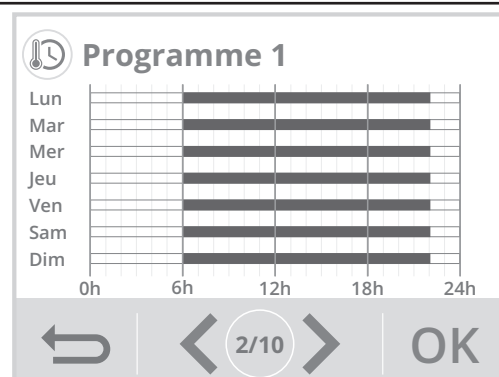 Programme 1
Lun
Mar
Mer
Jeu
Ven
Sam
Dim
0h 6h 12h 18h 24h
2/10 OK